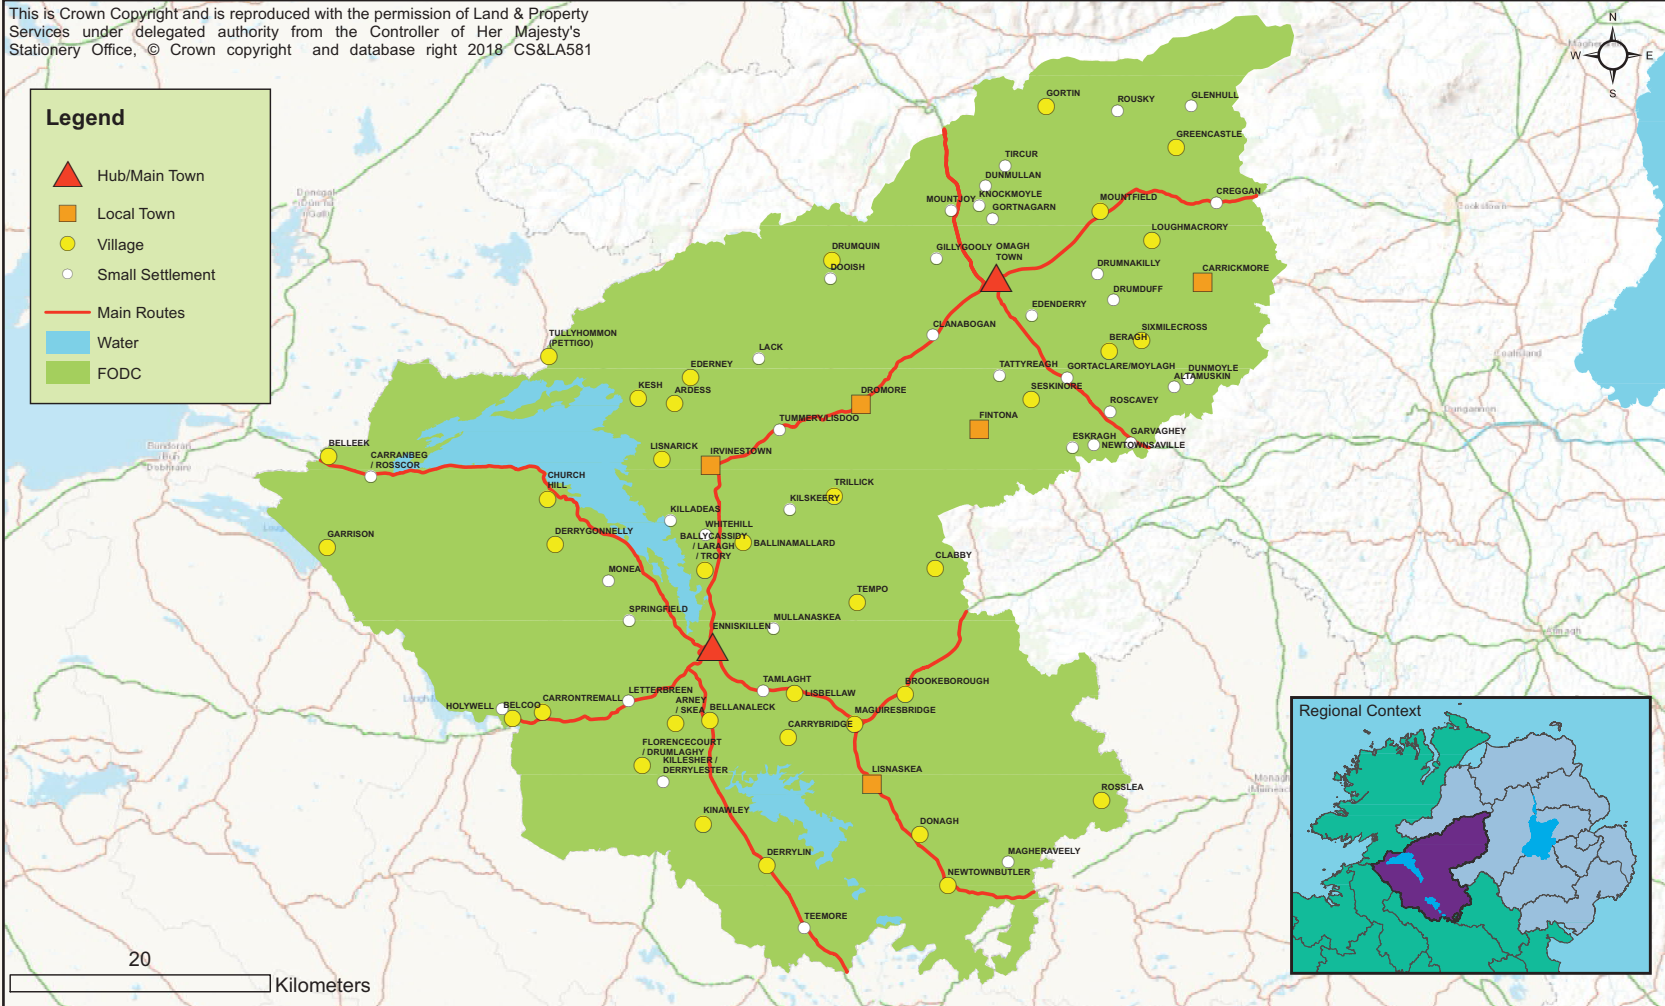 This is Crown Copyright and is reproduced with the permission of Land & Property
Services under delegated authority from the Controller of Her Majesty's
Stationery Office, © Crown copyright and database right 2018 CS&LA581
N
W
E
S
Legend
Hub/Main Town
Local Town
Village
Small Settlement
Main Routes
Water
FODC
GORTIN
ROUSKY
GLENHULL
GREENCASTLE
TIRCUR
DUNMULLAN
KNOCKMOYLE
MOUNTJOY
GORTNAGARN
MOUNTFIELD
CREGGAN
LOUGHMACRORY
DRUMQUIN
DOOISH
GILLYGOOLY
OMAGH
TOWN
DRUMNAKILLY
CARRICKMORE
DRUMDUFF
EDENDERRY
CLANABOGAN
SIXMILECROSS
BERAGH
TULLYHOMMON
(PETTIGO)
LACK
EDERNEY
KESH
ARDESS
TATTYREAGH
GORTACLARE/MOYLAGH
DUNMOYLE
ALTAMUSKIN
SESKINORE
DROMORE
ROSCAVEY
TUMMERY/LISDOO
FINTONA
GARVAGHEY
ESKRAGH
NEWTOWNSAVILLE
BELLEEK
CARRANBEG
/ ROSSCOR
LISNARICK
IRVINESTOWN
CHURCH
HILL
TRILLICK
KILSKEERY
KILLADEAS
WHITEHILL
BALLYCASSIDY
/ LARAGH
/ TRORY
BALLINAMALLARD
GARRISON
DERRYGONNELLY
CLABBY
MONEA
TEMPO
SPRINGFIELD
MULLANASKEA
ENNISKILLEN
TAMLAGHT
LISBELLAW
BROOKEBOROUGH
LETTERBREEN
CARRONTREMALL
HOLYWELL
BELCOO
ARNEY
/ SKEA
BELLANALECK
MAGUIRESBRIDGE
CARRYBRIDGE
FLORENCECOURT
/ DRUMLAGHY
KILLESHER /
DERRYLESTER
LISNASKEA
ROSSLEA
KINAWLEY
DONAGH
DERRYLIN
MAGHERAVEELY
NEWTOWNBUTLER
TEEMORE
Donegal
Bundoran
Cookstown
Coalisland
Dungannon
Armagh
20
Kilometers
Regional Context